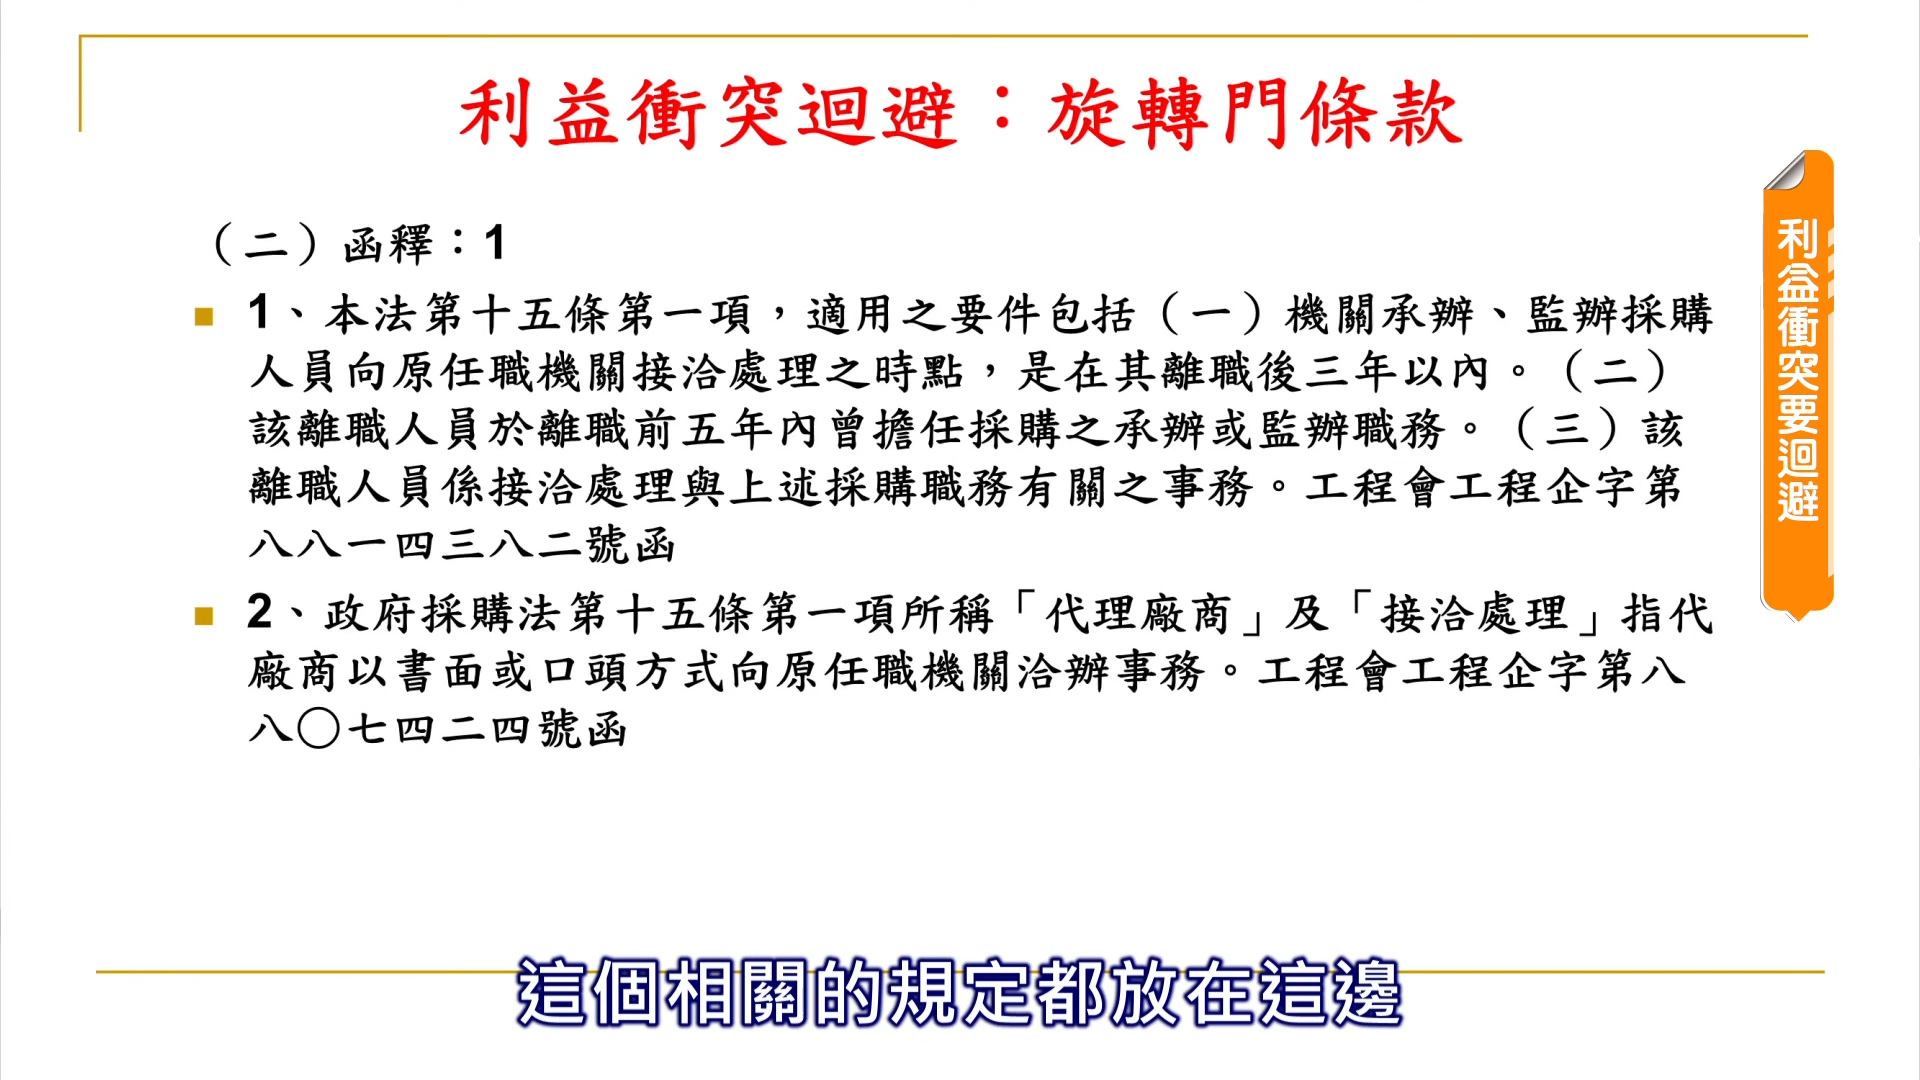 利益衝突迴避：旋轉門條款
（二）函釋：1
1、本法第十五條第一項，適用之要件包括（一）機關承辦、監辦採購
人員向原任職機關接洽處理之時點，是在其離職後三年以內。（二）
該離職人員於離職前五年內曾擔任採購之承辦或監辦職務。（三）該
離職人員係接洽處理與上述採購職務有關之事務。工程會工程企字第
八八一四三八二號函
2、政府採購法第十五條第一項所稱「代理廠商」及「接洽處理」指代
廠商以書面或口頭方式向原任職機關洽辦事務。工程會工程企字第八
八〇七四二四號函
利益衝突要迴避
這個相關的規定都放在這邊